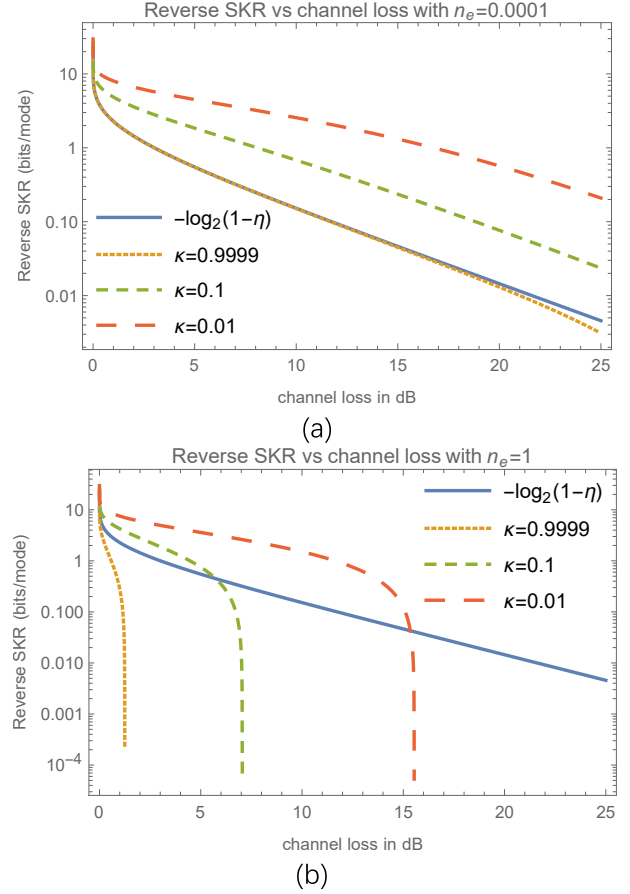 Reverse SKR vs channel loss with nₑ=0.0001
Reverse SKR (bits/mode)
10
1
0.10
0.01
−log₂(1−η)
κ=0.9999
κ=0.1
κ=0.01
0 5 10 15 20 25
channel loss in dB
(a)
Reverse SKR vs channel loss with nₑ=1
Reverse SKR (bits/mode)
10
1
0.100
0.010
0.001
10⁻⁴
−log₂(1−η)
κ=0.9999
κ=0.1
κ=0.01
0 5 10 15 20 25
channel loss in dB
(b)